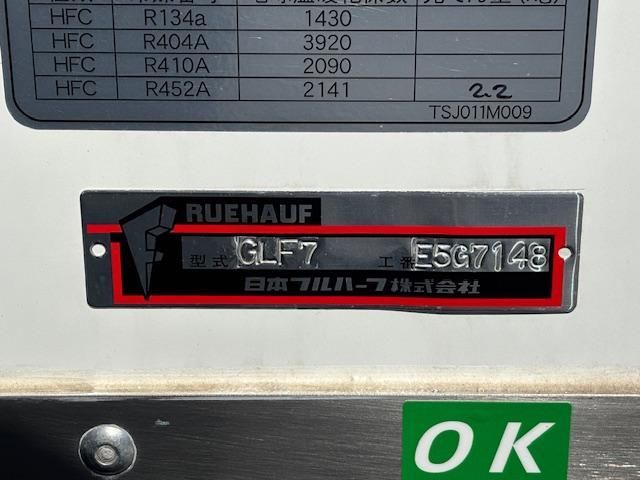 HFC R134a 1430
HFC R404A 3920
HFC R410A 2090
HFC R452A 2141 2.2
TSJ011M009
FRUEHAUF
型式 GLF7 工番 E5G7148
日本フルハーフ株式会社
OK